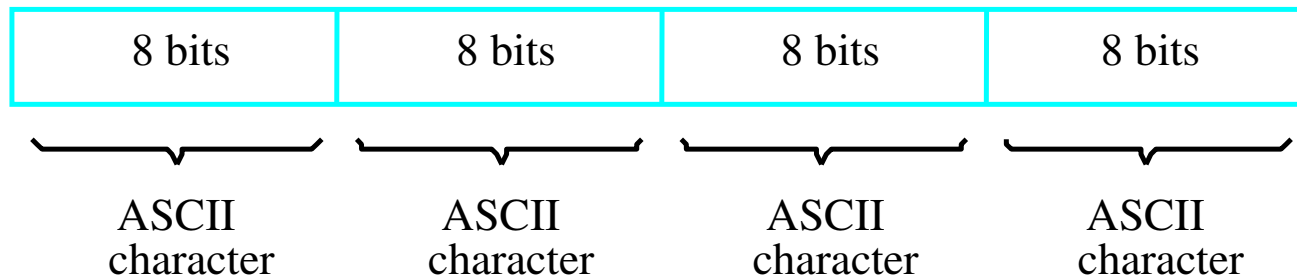 8 bits 8 bits 8 bits 8 bits
ASCII ASCII ASCII ASCII
character character character character